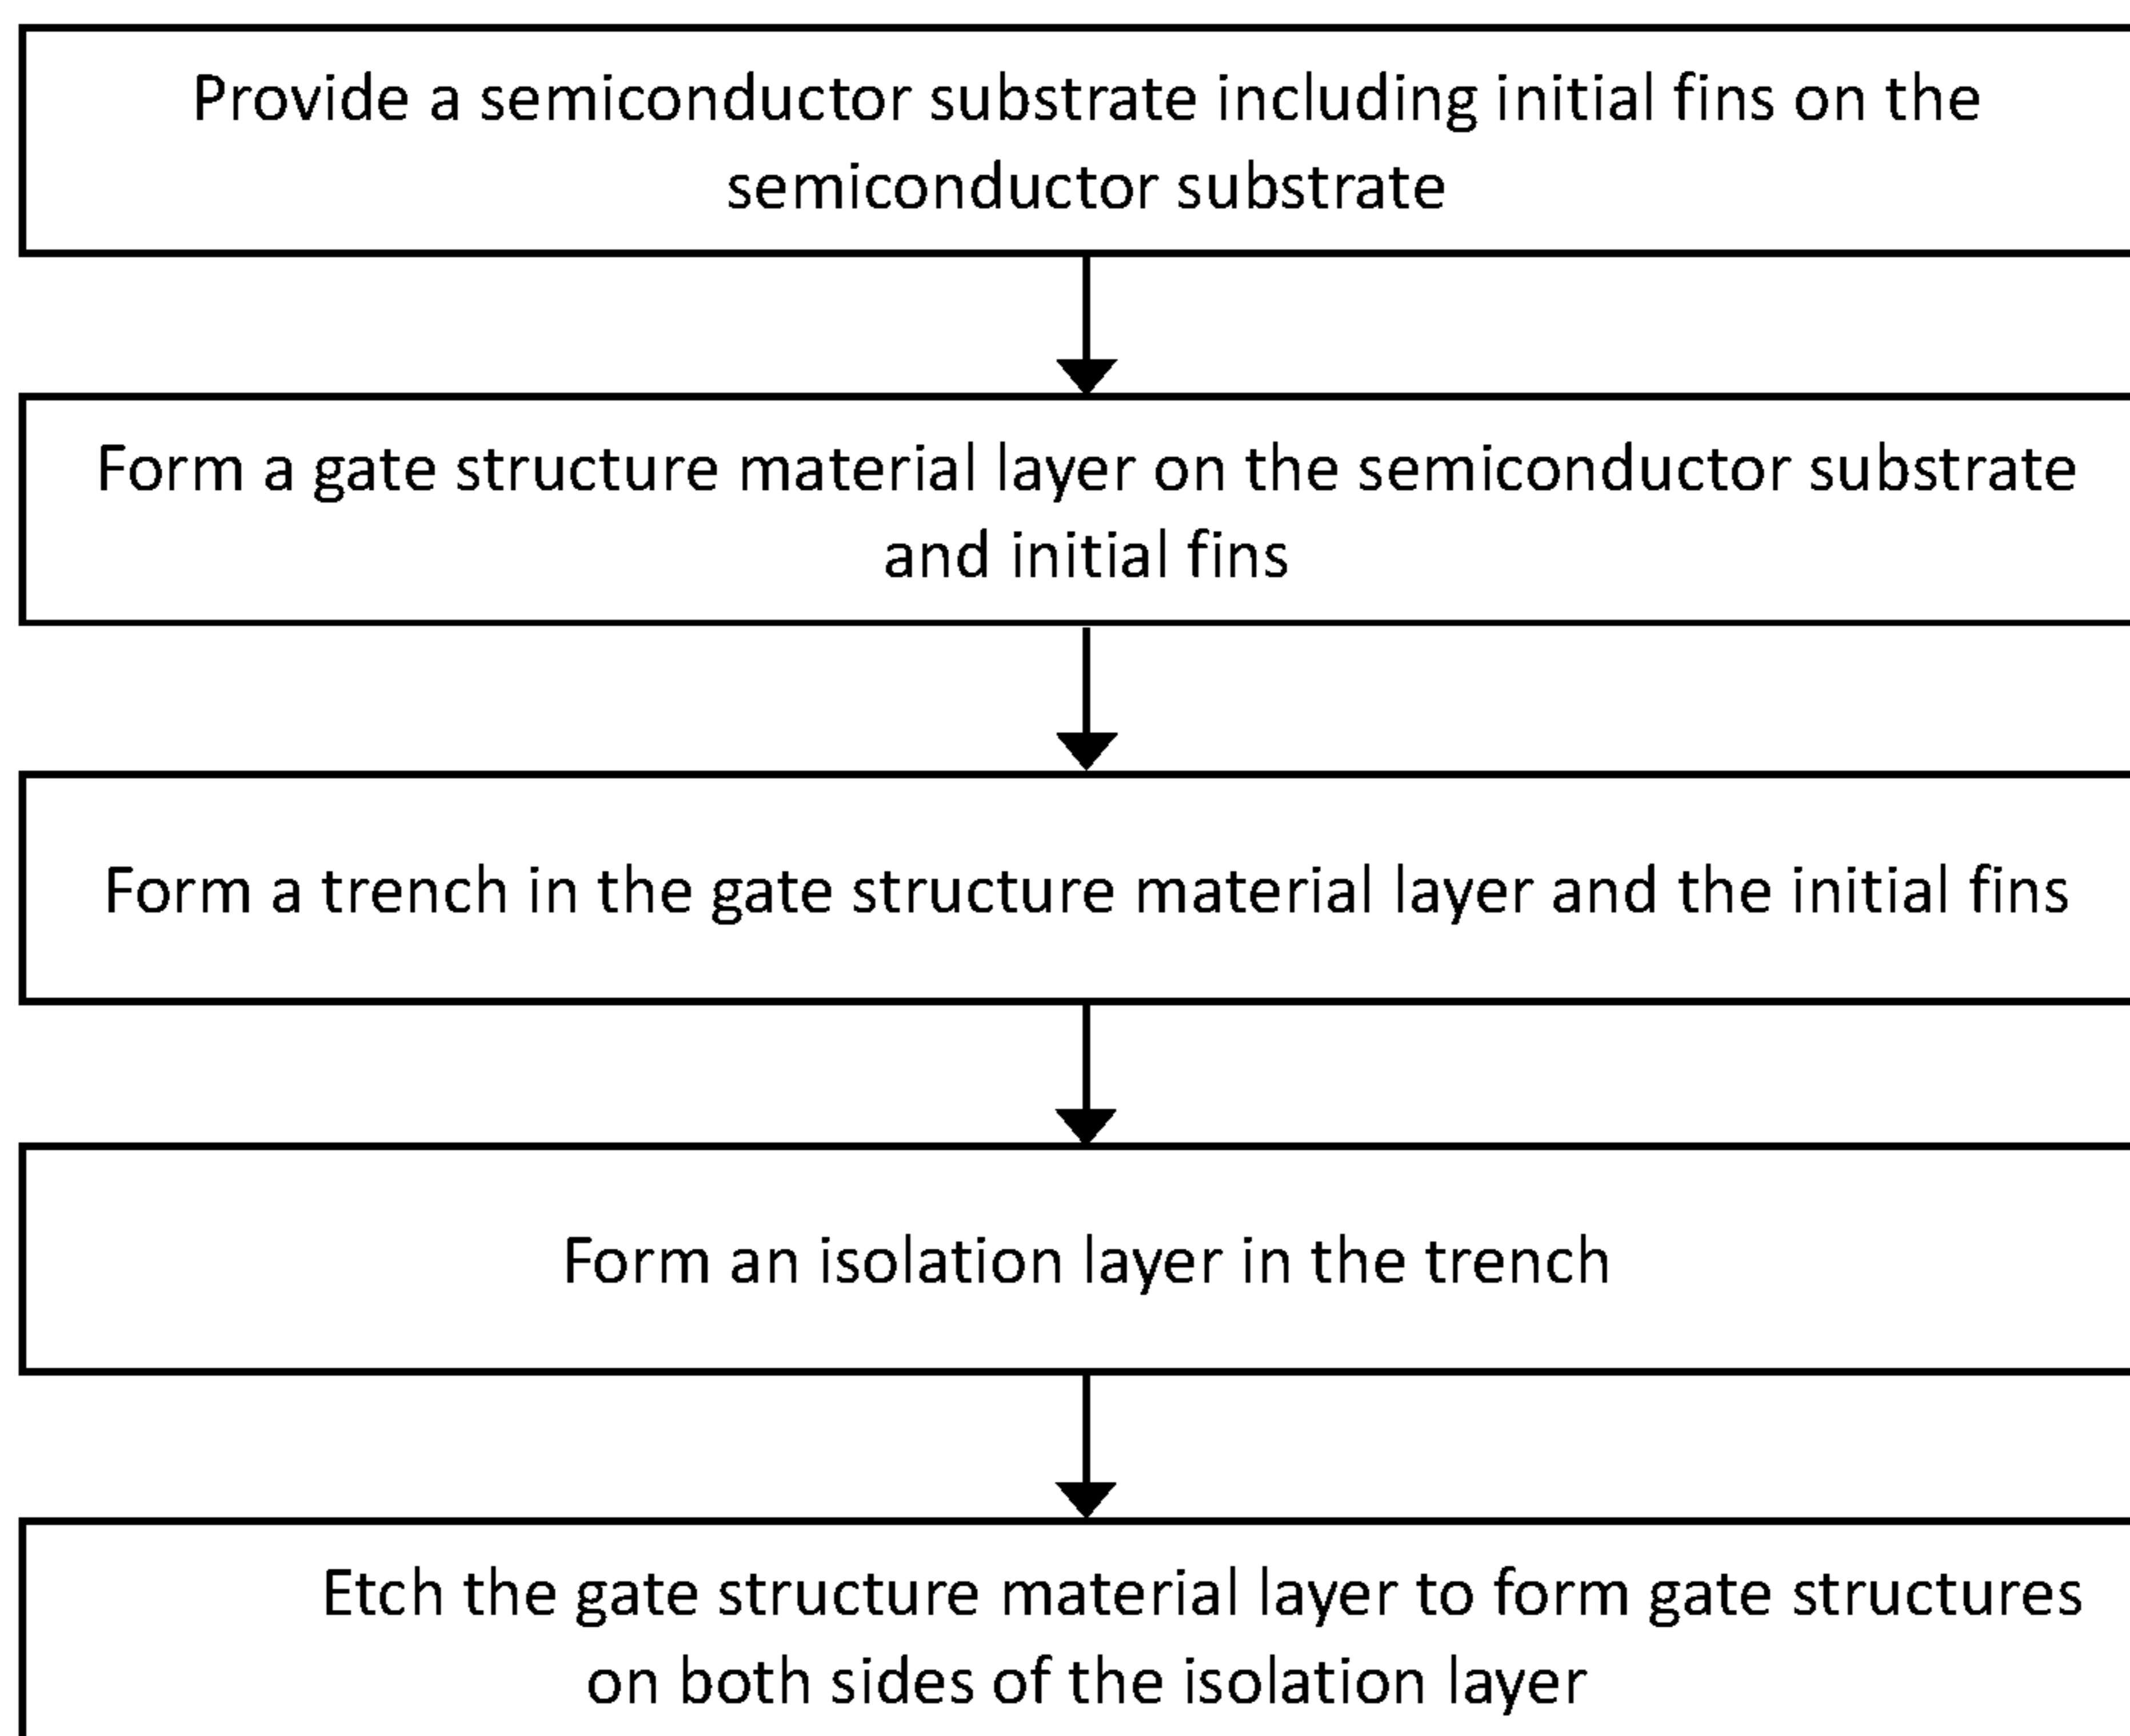 Provide a semiconductor substrate including initial fins on the
semiconductor substrate
Form a gate structure material layer on the semiconductor substrate
and initial fins
Form a trench in the gate structure material layer and the initial fins
Form an isolation layer in the trench
Etch the gate structure material layer to form gate structures
on both sides of the isolation layer